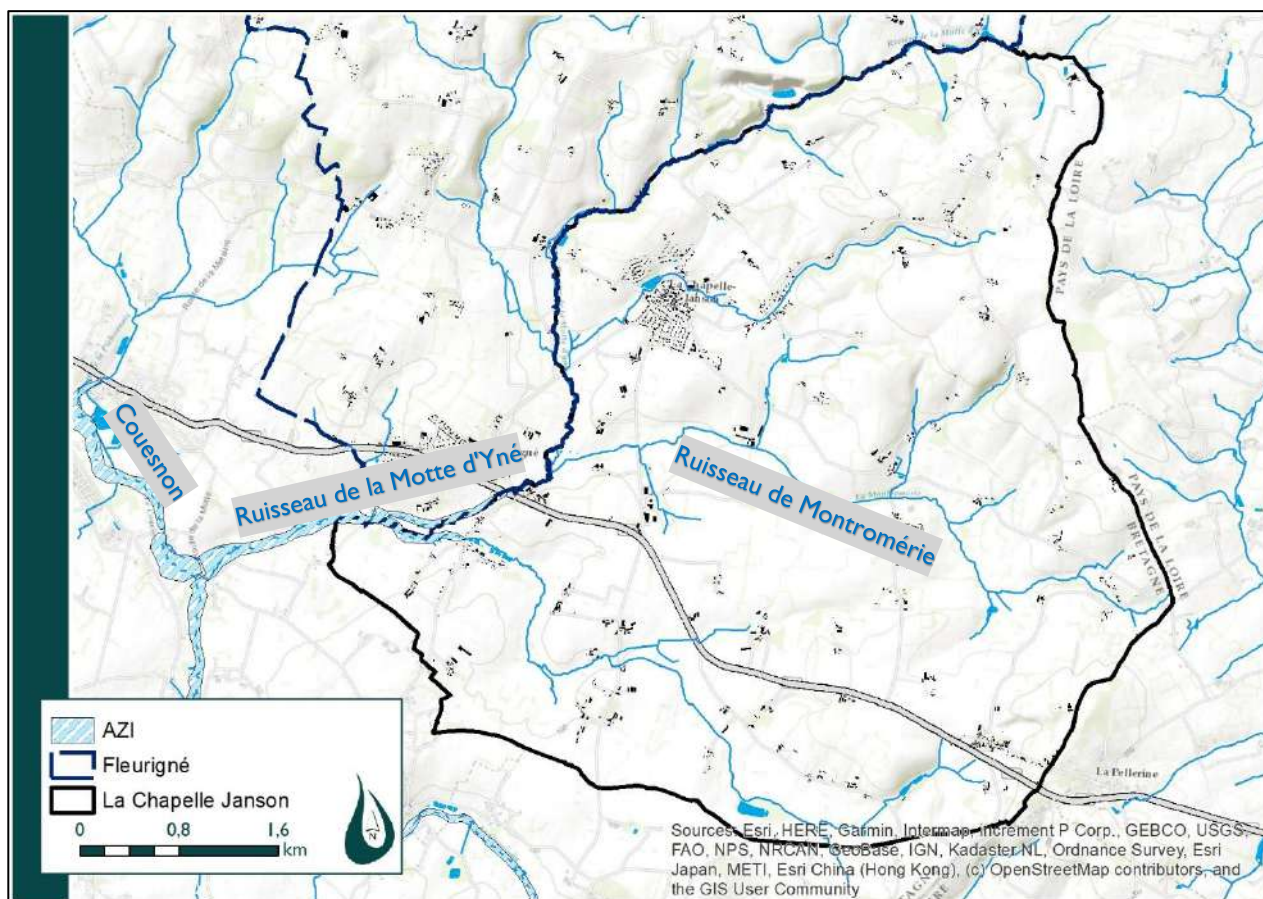 PAYS DE LA LOIRE
La Chapelle-
Janson
Couesnon
Ruisseau de la Motte d'Yné
Ruisseau de Montromérie
PAYS DE LA LOIRE
BRETAGNE
La Pellerine
AZI
Fleurigné
La Chapelle Janson
0 0,8 1,6
km
N
Sources: Esri, HERE, Garmin, Intermap, increment P Corp., GEBCO, USGS,
FAO, NPS, NRCAN, GeoBase, IGN, Kadaster NL, Ordnance Survey, Esri
Japan, METI, Esri China (Hong Kong), (c) OpenStreetMap contributors, and
the GIS User Community